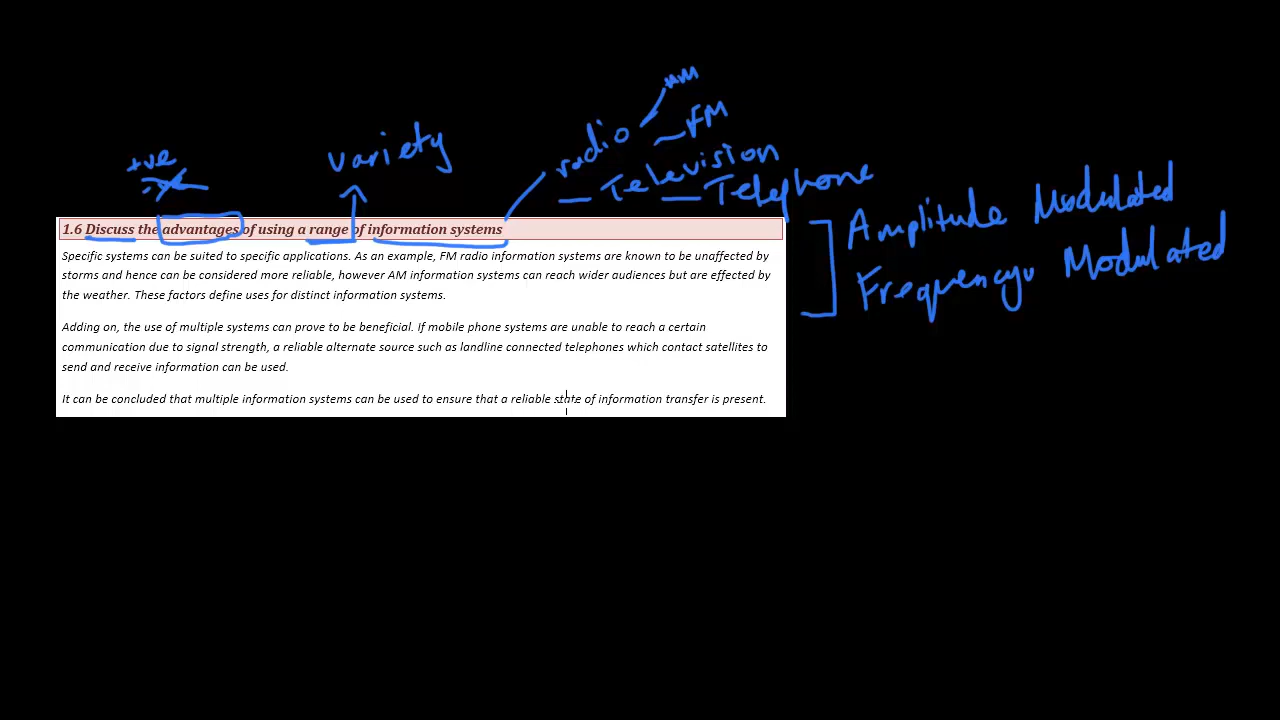 AM
FM
radio
variety
+ve
Television
Telephone
Amplitude Modulated
Frequency Modulated
1.6 Discuss the advantages of using a range of information systems
Specific systems can be suited to specific applications. As an example, FM radio information systems are known to be unaffected by
storms and hence can be considered more reliable, however AM information systems can reach wider audiences but are effected by
the weather. These factors define uses for distinct information systems.
Adding on, the use of multiple systems can prove to be beneficial. If mobile phone systems are unable to reach a certain
communication due to signal strength, a reliable alternate source such as landline connected telephones which contact satellites to
send and receive information can be used.
It can be concluded that multiple information systems can be used to ensure that a reliable state of information transfer is present.